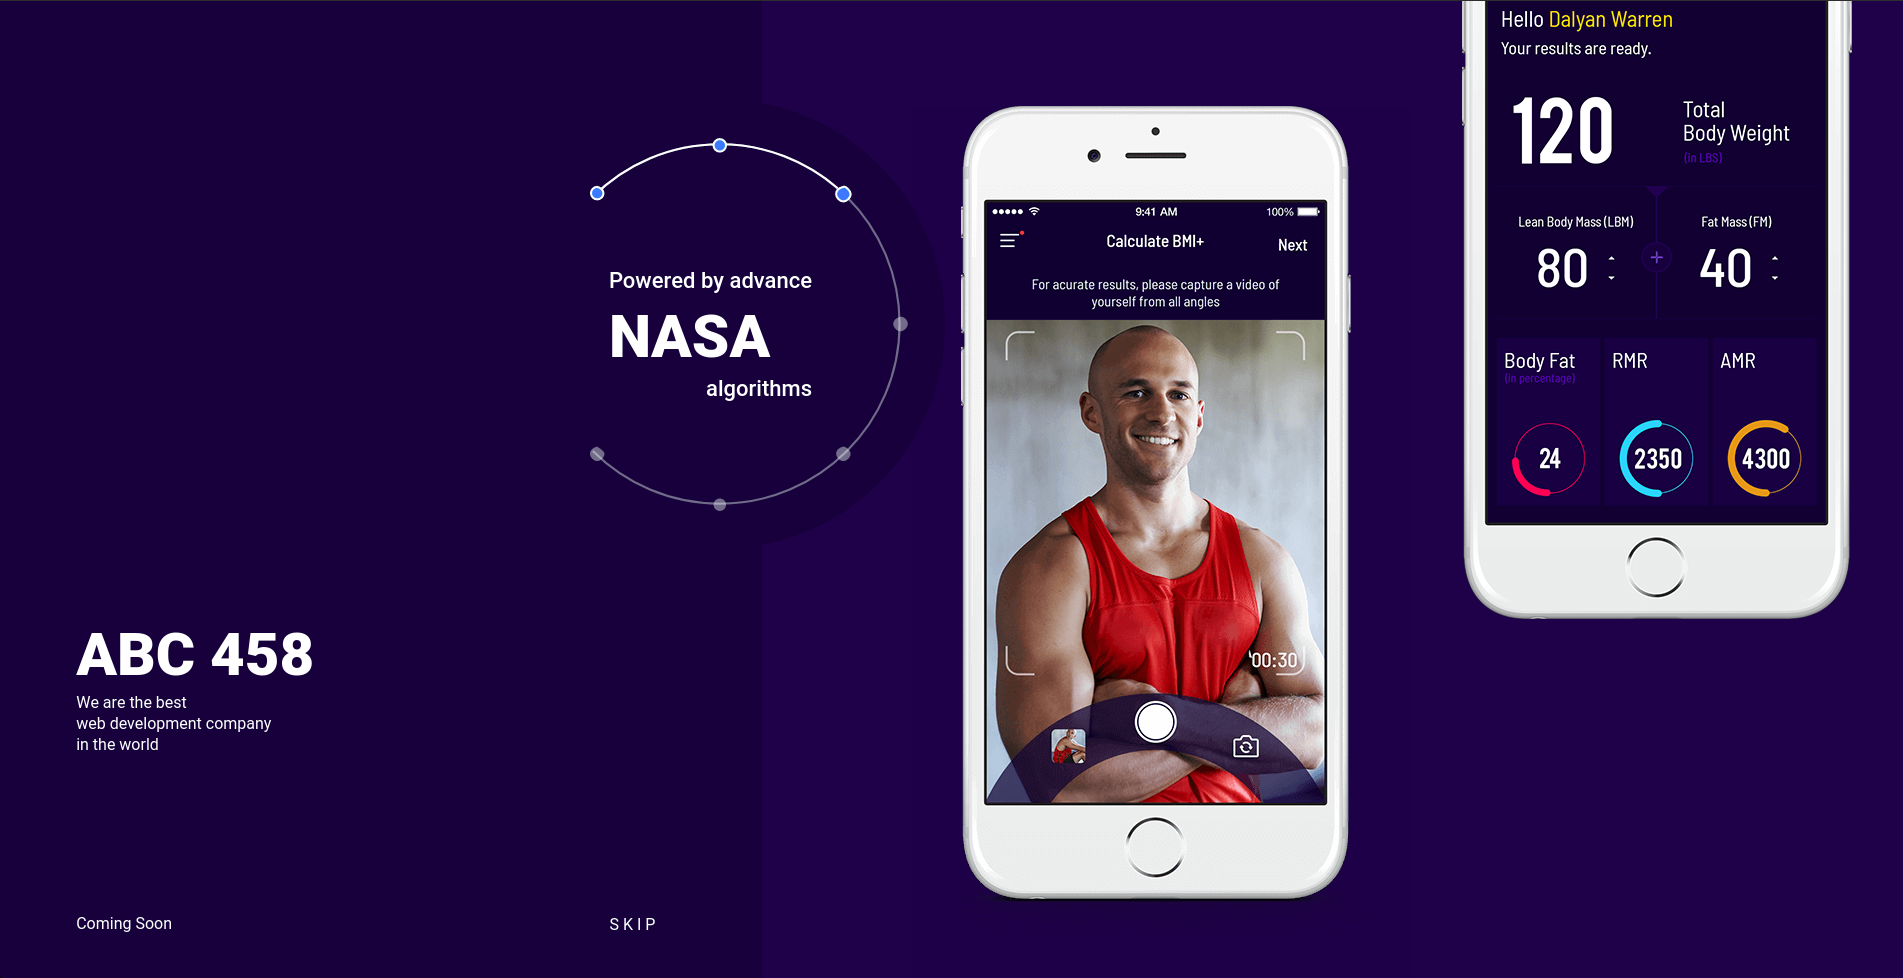 Powered by advance
NASA
algorithms
ABC 458
We are the best
web development company
in the world
Coming Soon
SKIP
9:41 AM
100%
Calculate BMI+
Next
For acurate results, please capture a video of
yourself from all angles
00:30
Hello Dalyan Warren
Your results are ready.
120
Total
Body Weight
(in LBS)
Lean Body Mass (LBM)
80
Fat Mass (FM)
40
Body Fat
(in percentage)
24
RMR
2350
AMR
4300